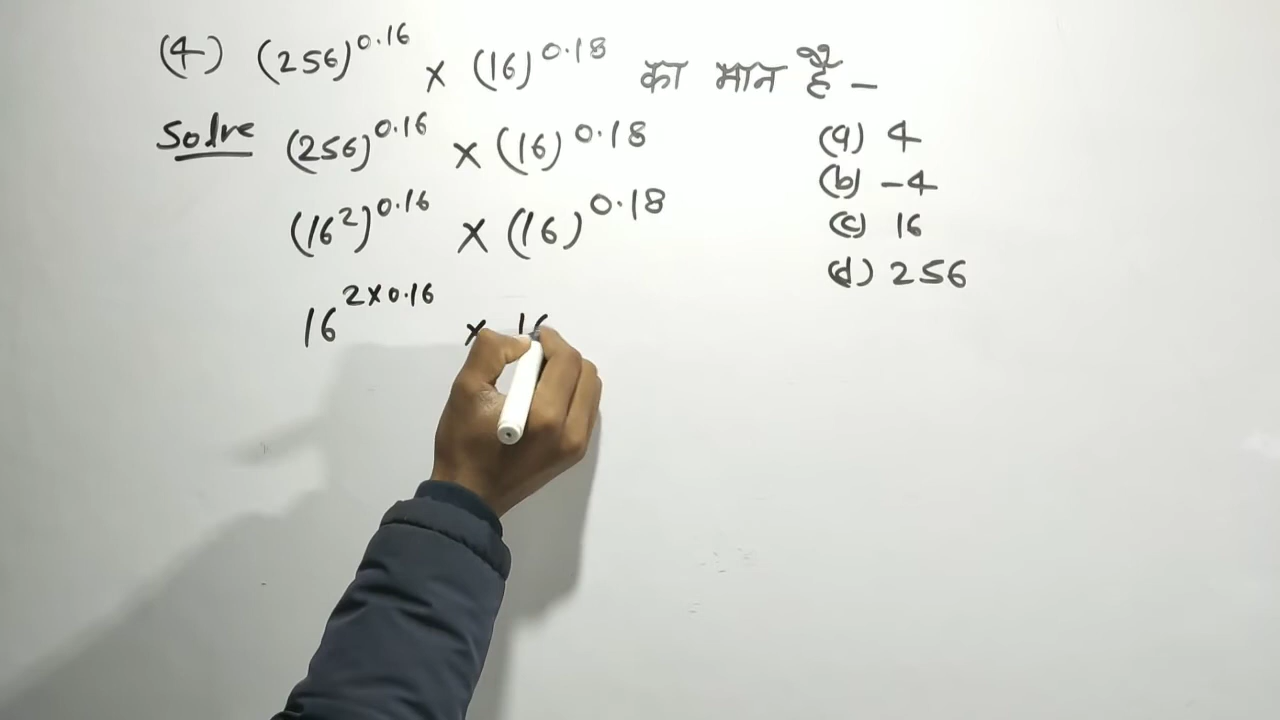 (4) (256)^0.16 × (16)^0.18 का मान है –
Solve (256)^0.16 × (16)^0.18
(a) 4
(16²)^0.16 × (16)^0.18
(b) –4
(c) 16
(d) 256
16^2×0.16 × 16